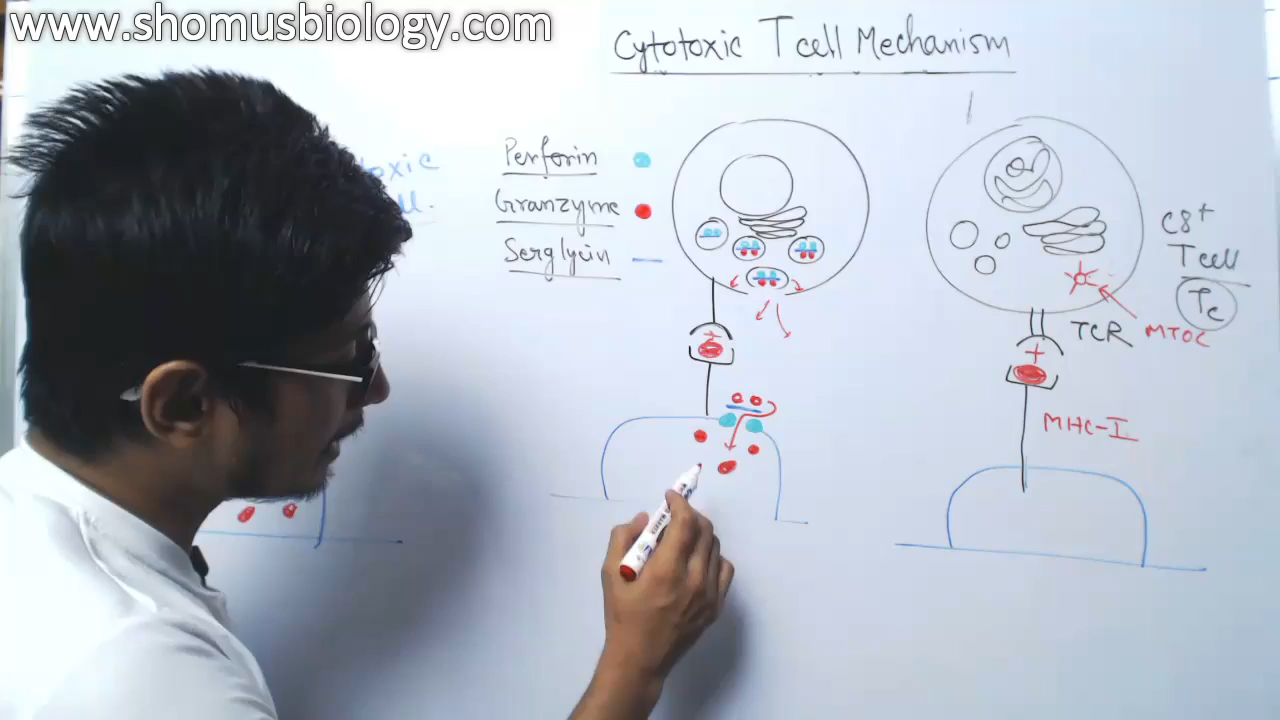 www.shomusbiology.com
Cytotoxic T cell Mechanism
Perforin
Granzyme
Serglycin
C8+
T cell
Tc
TCR
MTOC
+
MHC-I